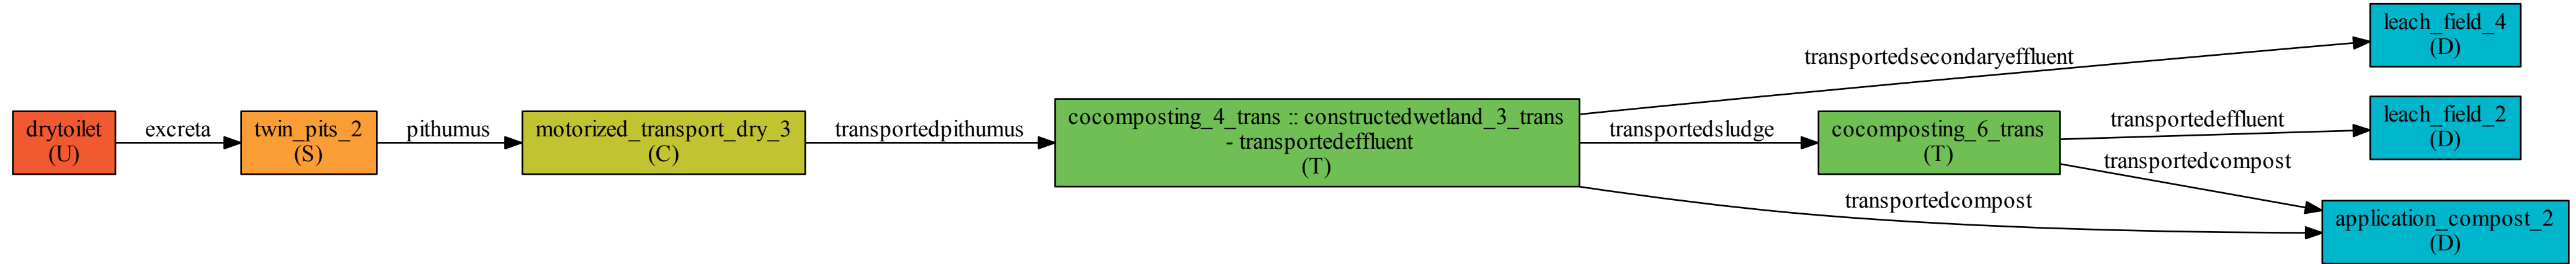 drytoilet
(U)
excreta
twin_pits_2
(S)
pithumus
motorized_transport_dry_3
(C)
transportedpithumus
cocomposting_4_trans :: constructedwetland_3_trans
- transportedeffluent
(T)
transportedsecondaryeffluent
transportedsludge
transportedcompost
cocomposting_6_trans
(T)
transportedeffluent
transportedcompost
leach_field_4
(D)
leach_field_2
(D)
application_compost_2
(D)